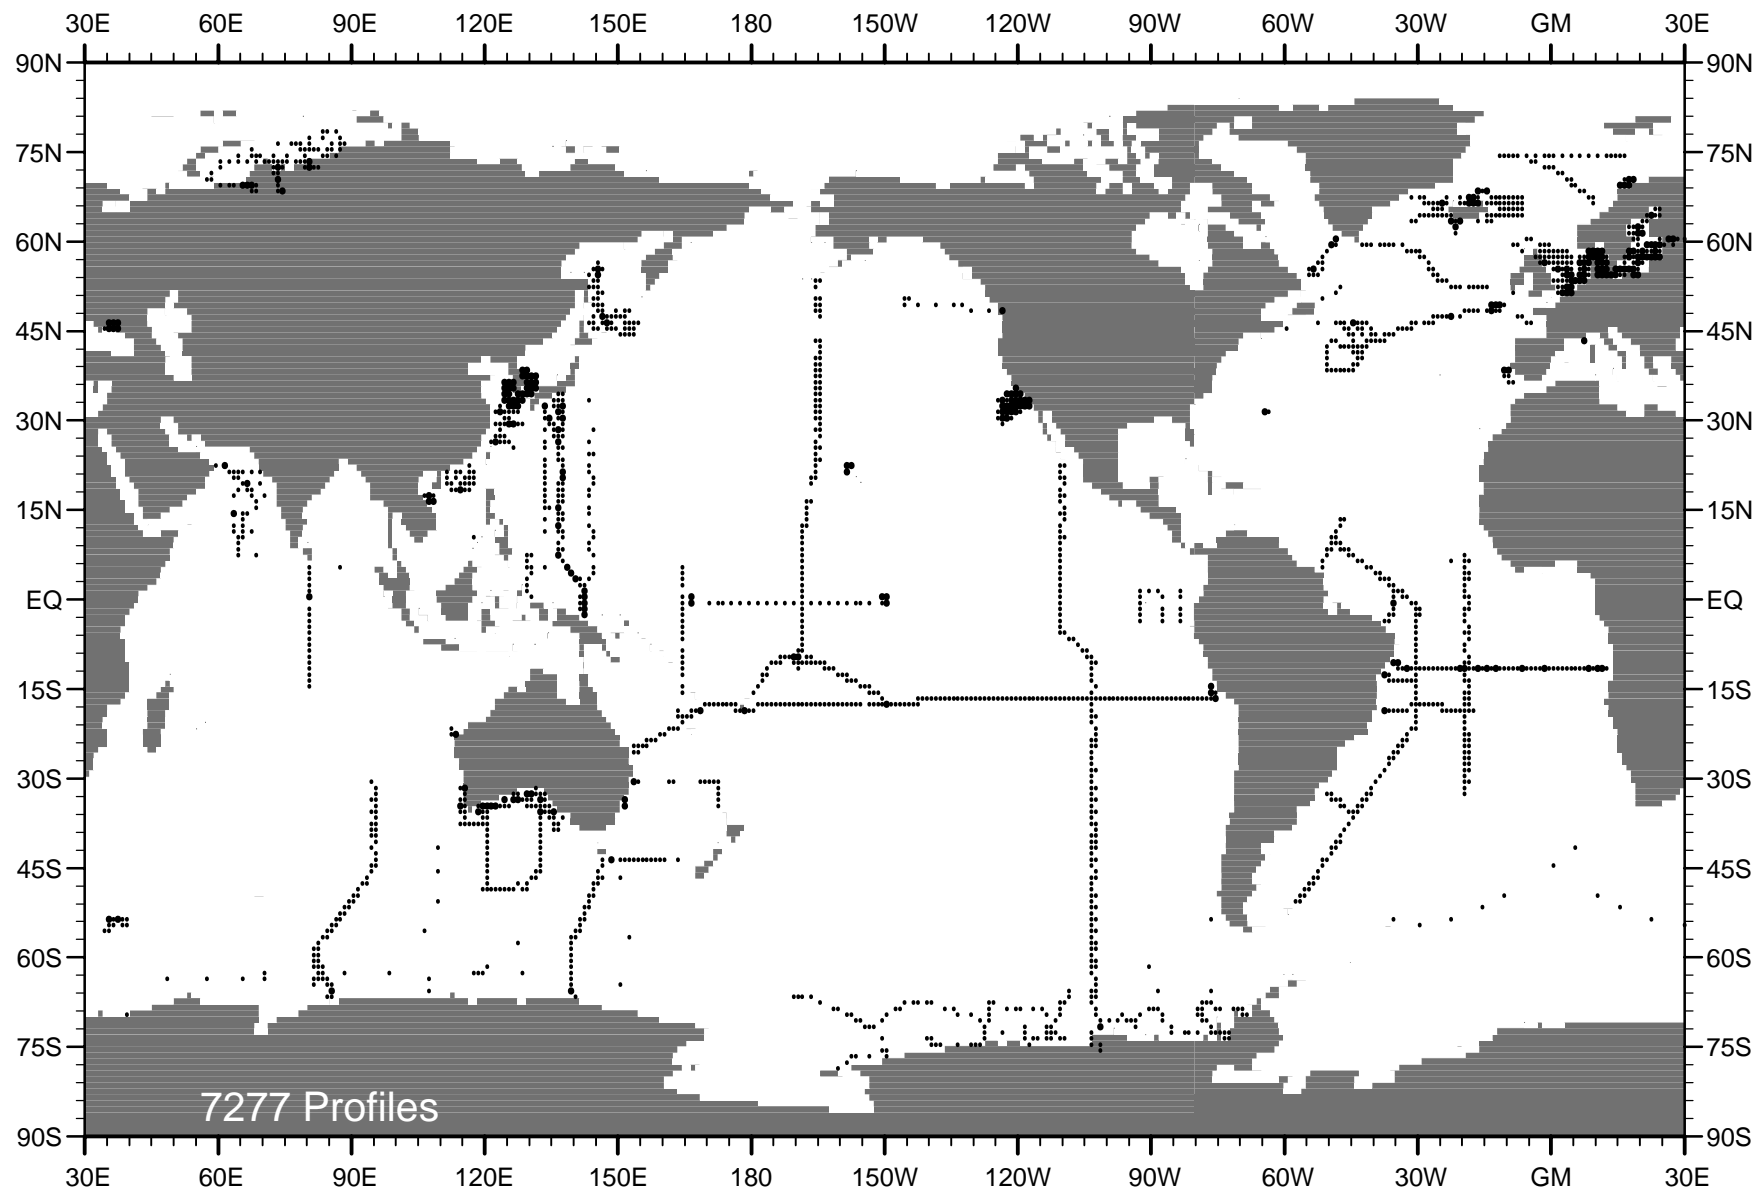 30E 60E 90E 120E 150E 180 150W 120W 90W 60W 30W GM 30E
90N 90N
75N 75N
60N 60N
45N 45N
30N 30N
15N 15N
EQ EQ
15S 15S
30S 30S
45S 45S
60S 60S
75S 75S
7277 Profiles
90S 90S
30E 60E 90E 120E 150E 180 150W 120W 90W 60W 30W GM 30E